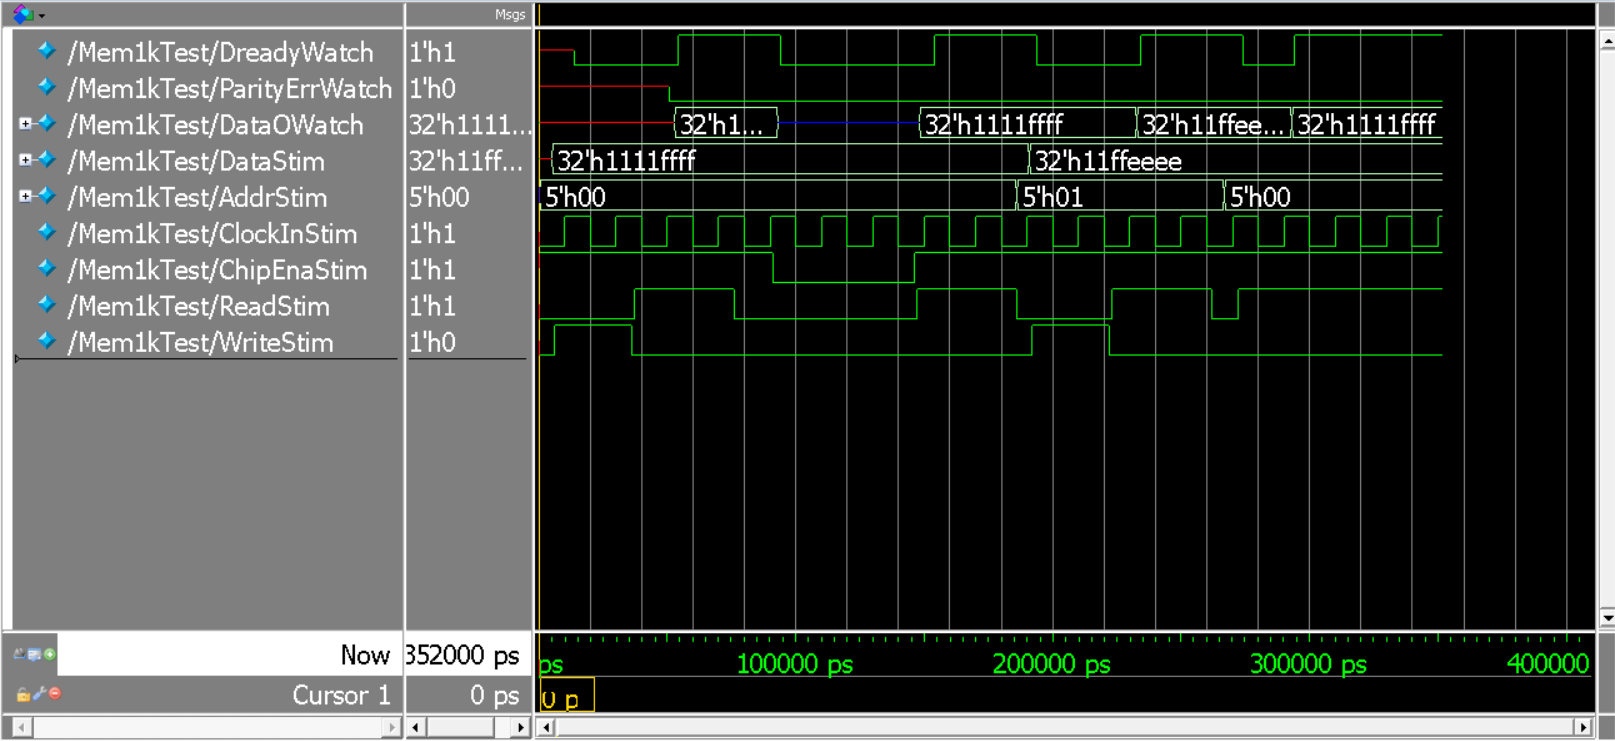 Msgs
/Mem1kTest/DreadyWatch 1'h1
/Mem1kTest/ParityErrWatch 1'h0
/Mem1kTest/DataOWatch 32'h1111... 32'h1... 32'h1111ffff 32'h11ffee... 32'h1111ffff
/Mem1kTest/DataStim 32'h11ff... 32'h1111ffff 32'h11ffeeee
/Mem1kTest/AddrStim 5'h00 5'h00 5'h01 5'h00
/Mem1kTest/ClockInStim 1'h1
/Mem1kTest/ChipEnaStim 1'h1
/Mem1kTest/ReadStim 1'h1
/Mem1kTest/WriteStim 1'h0
Now 352000 ps ps 100000 ps 200000 ps 300000 ps 400000
Cursor 1 0 ps 0 p